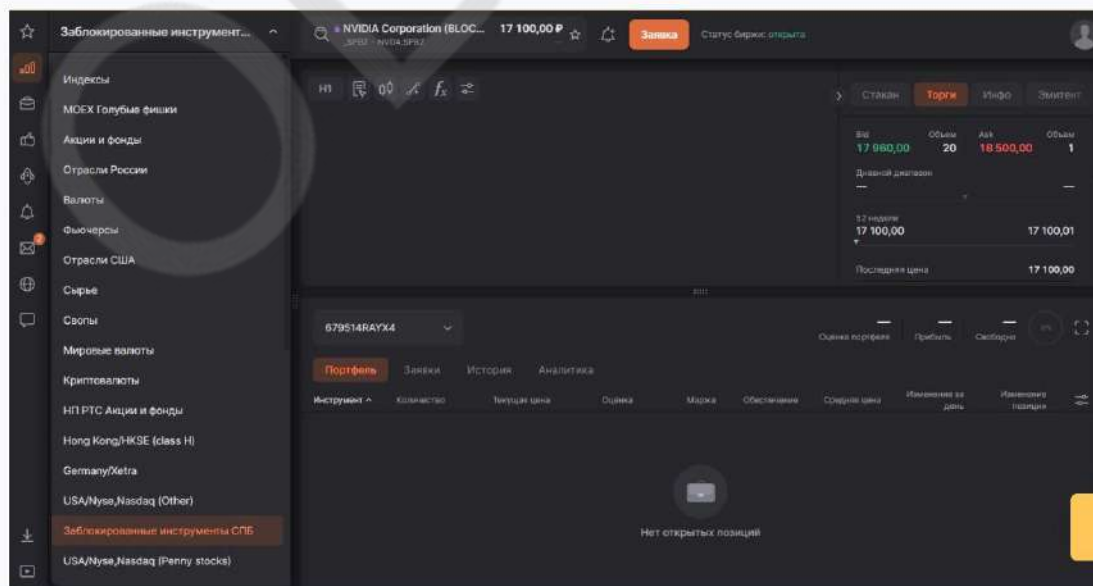 Заблокированные инструмент...
NVIDIA Corporation (BLOC... 17 100,00 ₽
Заявка
Статус биржи: открыта
Индексы
MOEX Голубые фишки
Акции и фонды
Отрасли России
Валюты
Фьючерсы
Отрасли США
Сырье
Свопы
Мировые валюты
Криптовалюты
НП РТС Акции и фонды
Hong Kong/HKSE (class H)
Germany/Xetra
USA/Nyse,Nasdaq (Other)
Заблокированные инструменты СПБ
USA/Nyse,Nasdaq (Penny stocks)
2
H1
Стакан Торги Инфо Эмитент
Bid Объем Ask Объем
17 960,00 20 18 500,00 1
Дневной диапазон
— —
52 недели
17 100,00 17 100,01
Последняя цена 17 100,00
679514RAYX4
— — —
Оценка портфеля Прибыль Свободно
Портфель Заявки История Аналитика
Инструмент Количество Текущая цена Оценка Маржа Обеспечение Средняя цена Изменение за день Изменение позиции
Нет открытых позиций